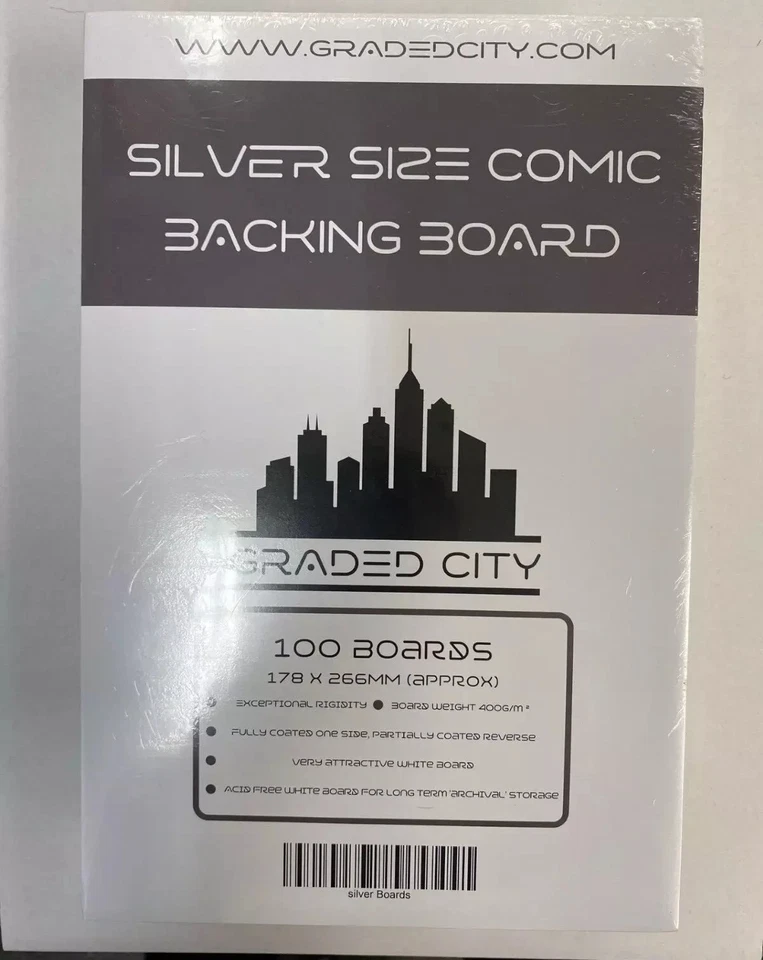 WWW.GRADEDCITY.COM
SILVER SIZE COMIC
BACKING BOARD
GRADED CITY
100 BOARDS
178 X 266MM (APPROX)
● EXCEPTIONAL RIGIDITY ● BOARD WEIGHT 400G/M²
● FULLY COATED ONE SIDE, PARTIALLY COATED REVERSE
● VERY ATTRACTIVE WHITE BOARD
● ACID FREE WHITE BOARD FOR LONG TERM 'ARCHIVAL' STORAGE
silver Boards